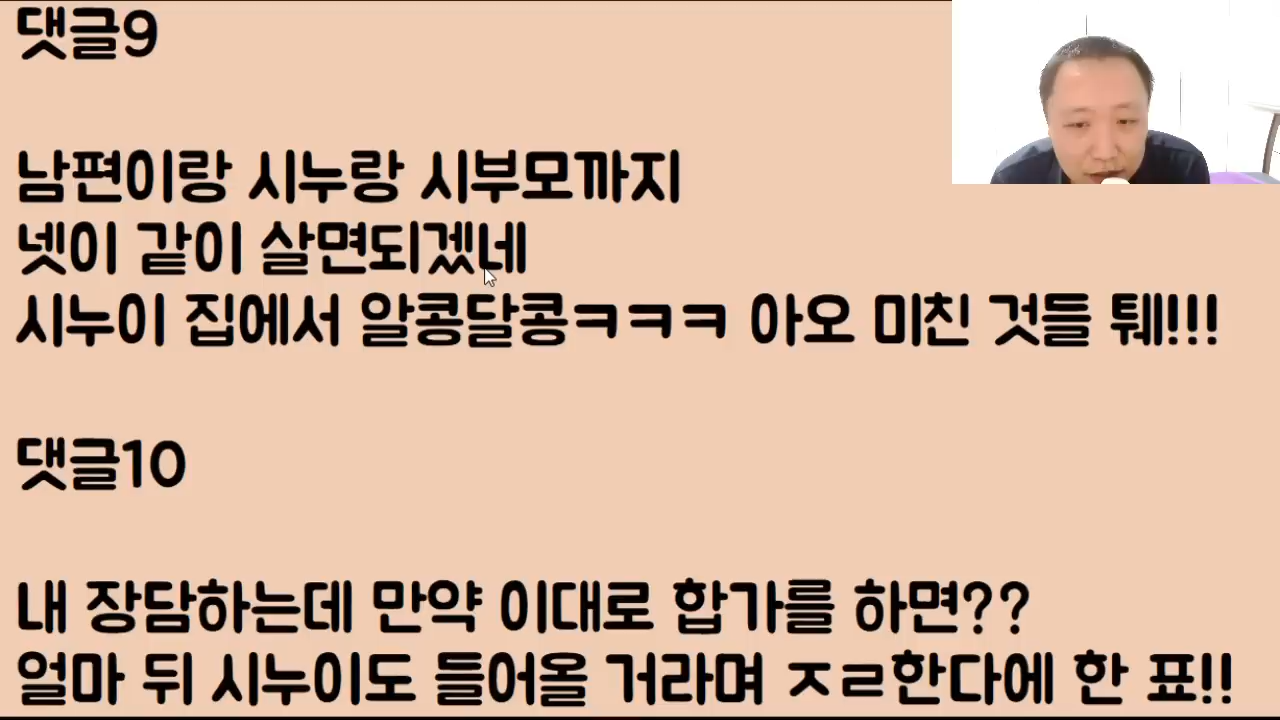 댓글9
남편이랑 시누랑 시부모까지
넷이 같이 살면되겠네
시누이 집에서 알콩달콩ㅋㅋㅋ 아오 미친 것들 퉤!!!
댓글10
내 장담하는데 만약 이대로 합가를 하면??
얼마 뒤 시누이도 들어올 거라며 ㅈㄹ한다에 한 표!!